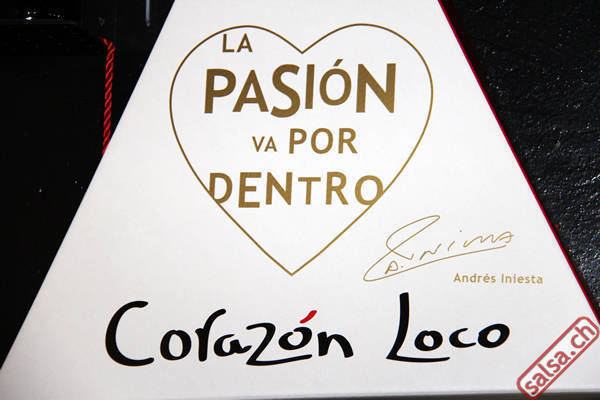 LA
PASIÓN
VA POR
DENTRO
Andrés Iniesta
Corazón Loco
salsa.ch